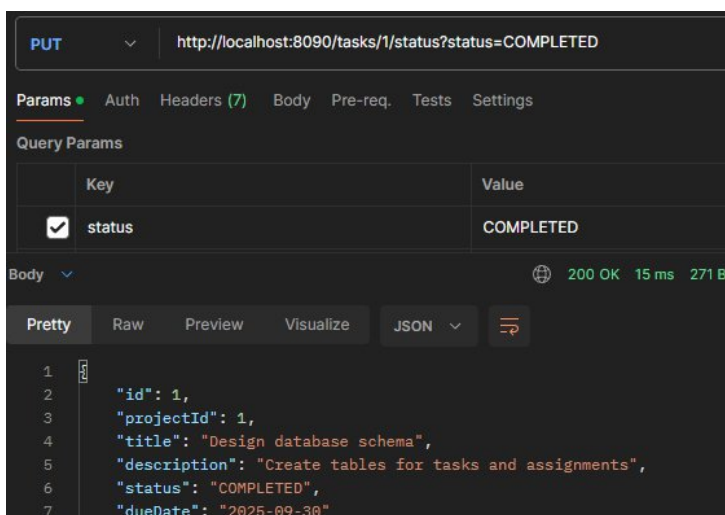 PUT http://localhost:8090/tasks/1/status?status=COMPLETED
Params Auth Headers (7) Body Pre-req. Tests Settings
Query Params
Key Value
status COMPLETED
Body 200 OK 15 ms 271 B
Pretty Raw Preview Visualize JSON
1 {
2 "id": 1,
3 "projectId": 1,
4 "title": "Design database schema",
5 "description": "Create tables for tasks and assignments",
6 "status": "COMPLETED",
7 "dueDate": "2025-09-30"